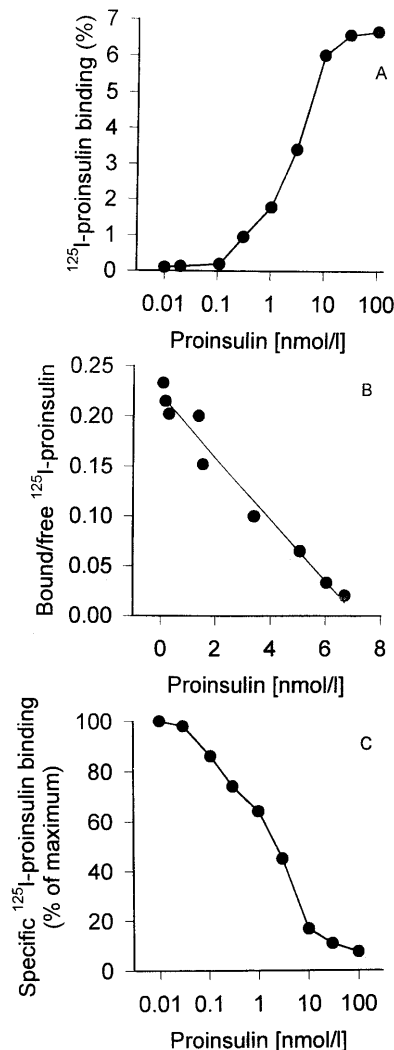 7
6
5
4
3
2
1
0
¹²⁵I-proinsulin binding (%)
A
0.01 0.1 1 10 100
Proinsulin [nmol/l]
0.25
0.20
0.15
0.10
0.05
0.00
Bound/free ¹²⁵I-proinsulin
B
0 2 4 6 8
Proinsulin [nmol/l]
100
80
60
40
20
0
Specific ¹²⁵I-proinsulin binding
(% of maximum)
C
0.01 0.1 1 10 100
Proinsulin [nmol/l]